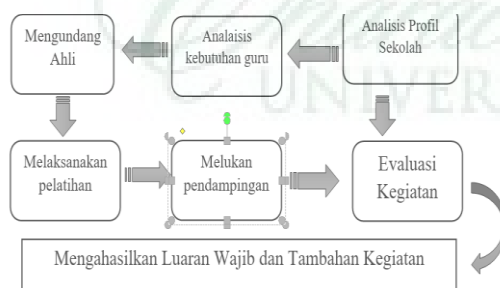 Mengundang
Ahli
Analaisis
kebutuhan guru
Analisis Profil
Sekolah
UNIVER
Melaksanakan
pelatihan
Melukan
pendampingan
Evaluasi
Kegiatan
Mengahasilkan Luaran Wajib dan Tambahan Kegiatan